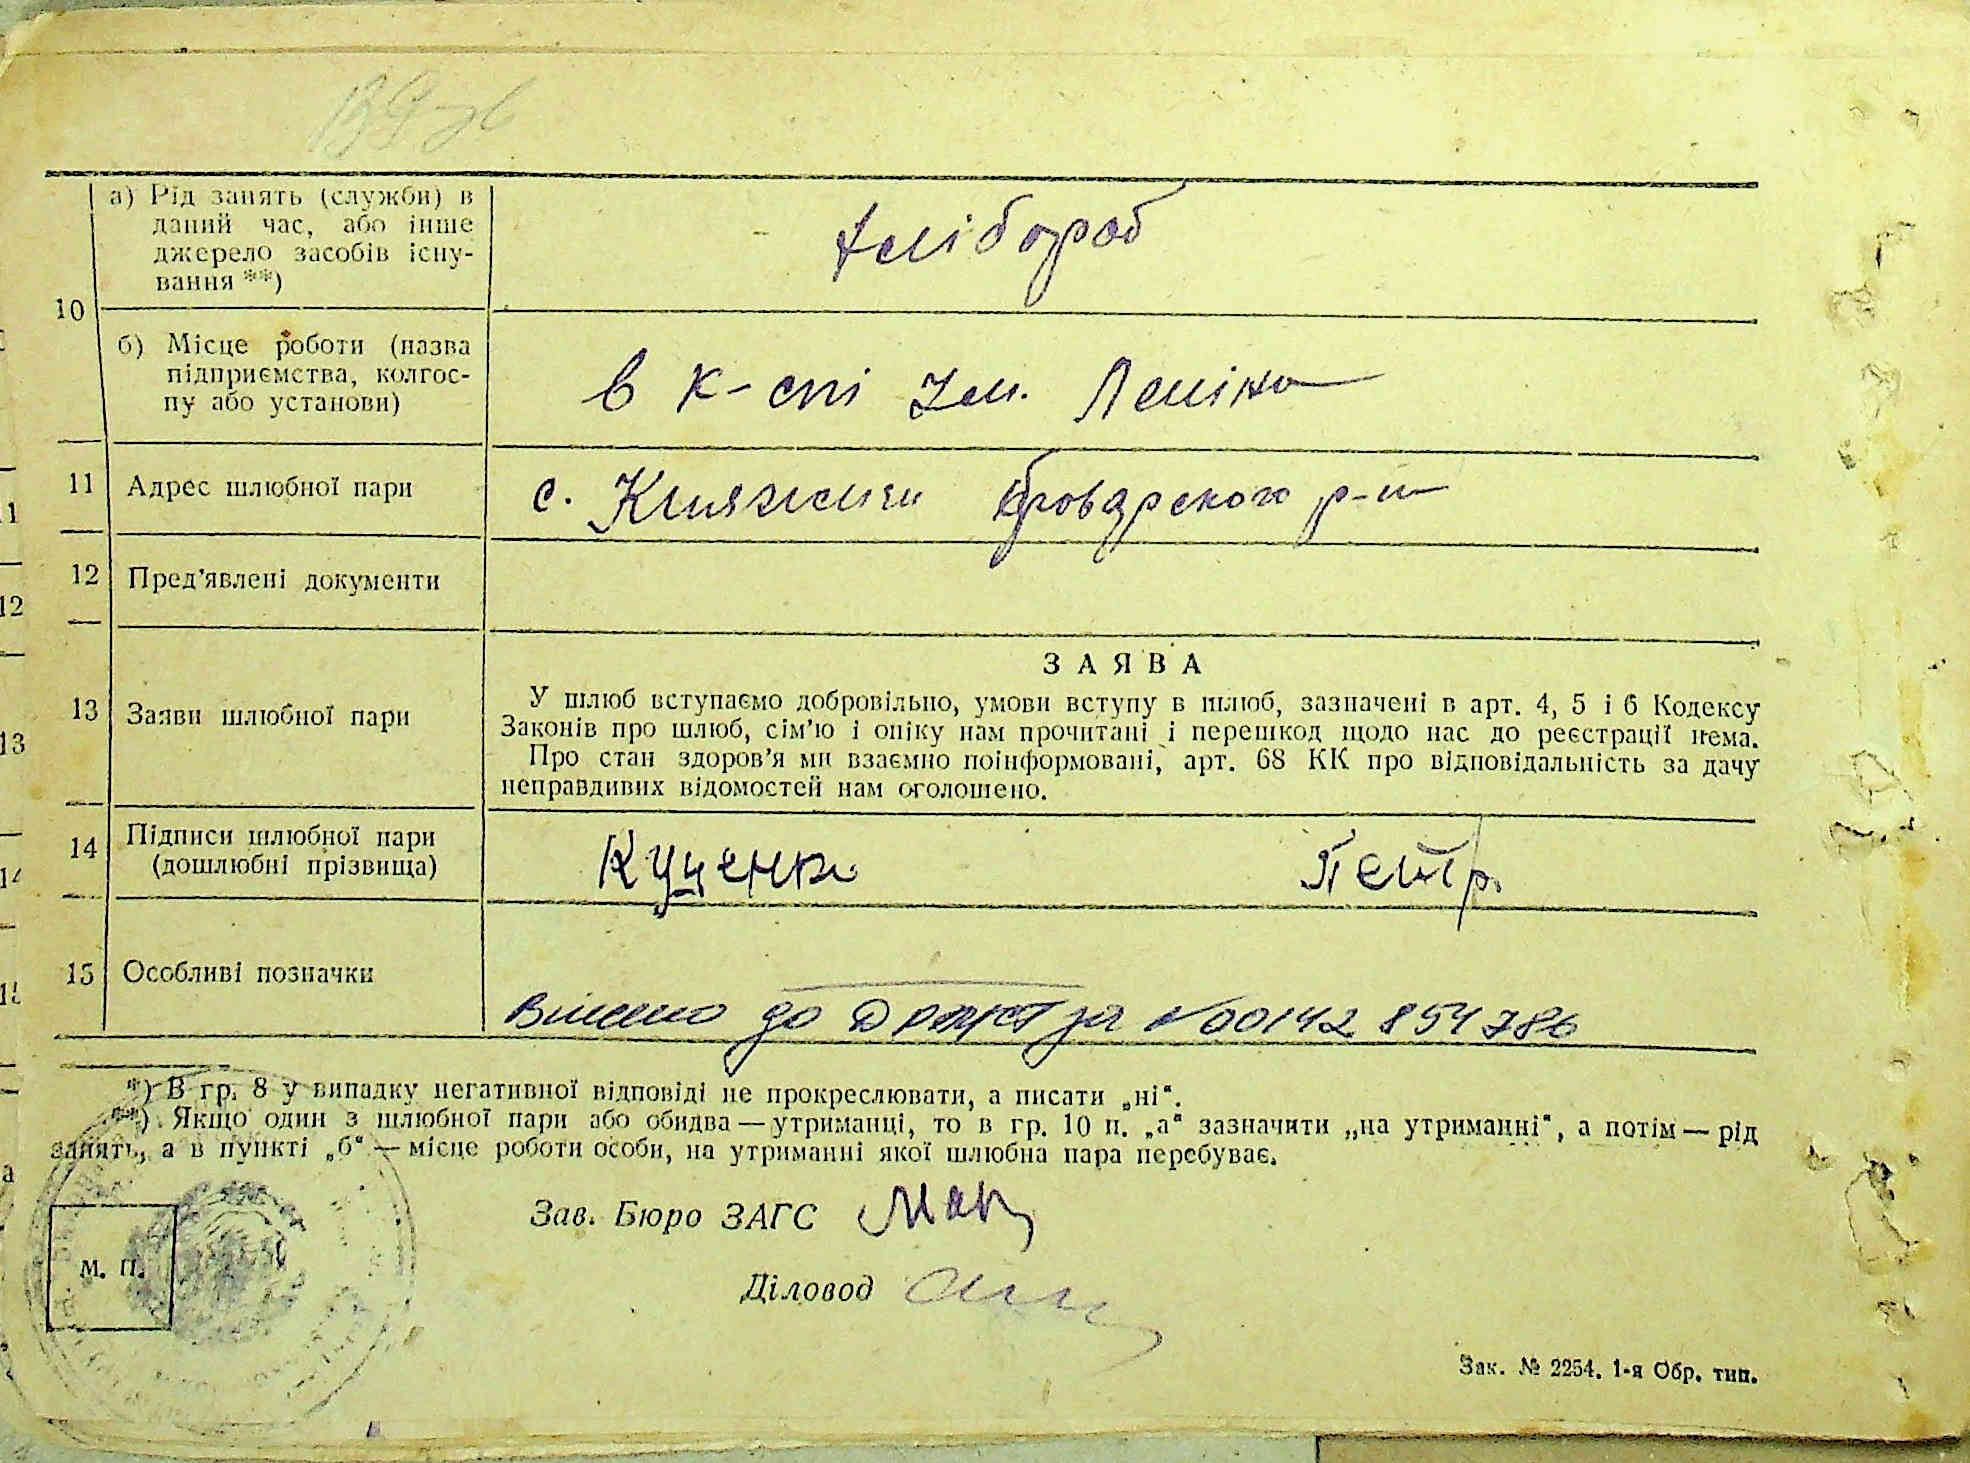 а) Рід занять (служби) в
даний час, або інше
джерело засобів існу-
вання **)
хлібороб
10
б) Місце роботи (назва
підприємства, колгос-
пу або установи)
в к-спі Ім. Леніна
11 Адрес шлюбної пари
с. Княжичи Броварского р-н
12 Пред'явлені документи
13 Заяви шлюбної пари
ЗАЯВА
У шлюб вступаємо добровільно, умови вступу в шлюб, зазначені в арт. 4, 5 і 6 Кодексу
Законів про шлюб, сім'ю і опіку нам прочитані і перешкод щодо нас до реєстрації нема.
Про стан здоров'я ми взаємно поінформовані, арт. 68 КК про відповідальність за дачу
неправдивих відомостей нам оголошено.
14 Підписи шлюбної пари
(дошлюбні прізвища)
Куценко Петр.
15 Особливі позначки
Внесено до ДРАЦСГ за №00142 854786
*) В гр. 8 у випадку негативної відповіді не прокреслювати, а писати „ні“.
**) Якщо один з шлюбної пари або обидва — утриманці, то в гр. 10 п. „а“ зазначити „на утриманні“, а потім — рід
занять, а в пункті „б“ — місце роботи особи, на утриманні якої шлюбна пара перебуває.
Зав. Бюро ЗАГС
М. П.
Діловод
Зак. № 2254. 1-я Обр. тип.